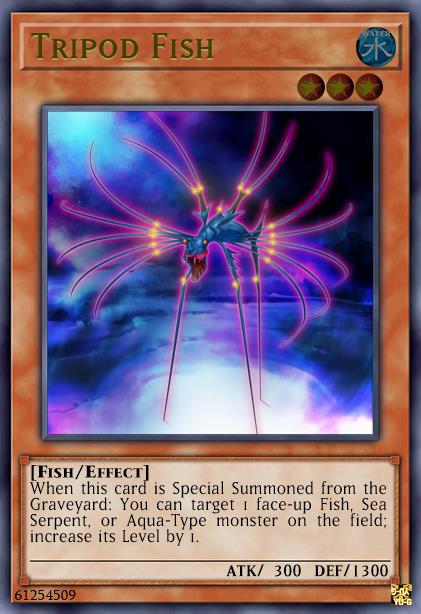 TRIPOD FISH
WATER
水
[FISH/EFFECT]
When this card is Special Summoned from the
Graveyard: You can target 1 face-up Fish, Sea
Serpent, or Aqua-Type monster on the field;
increase its Level by 1.
ATK/ 300 DEF/1300
61254509